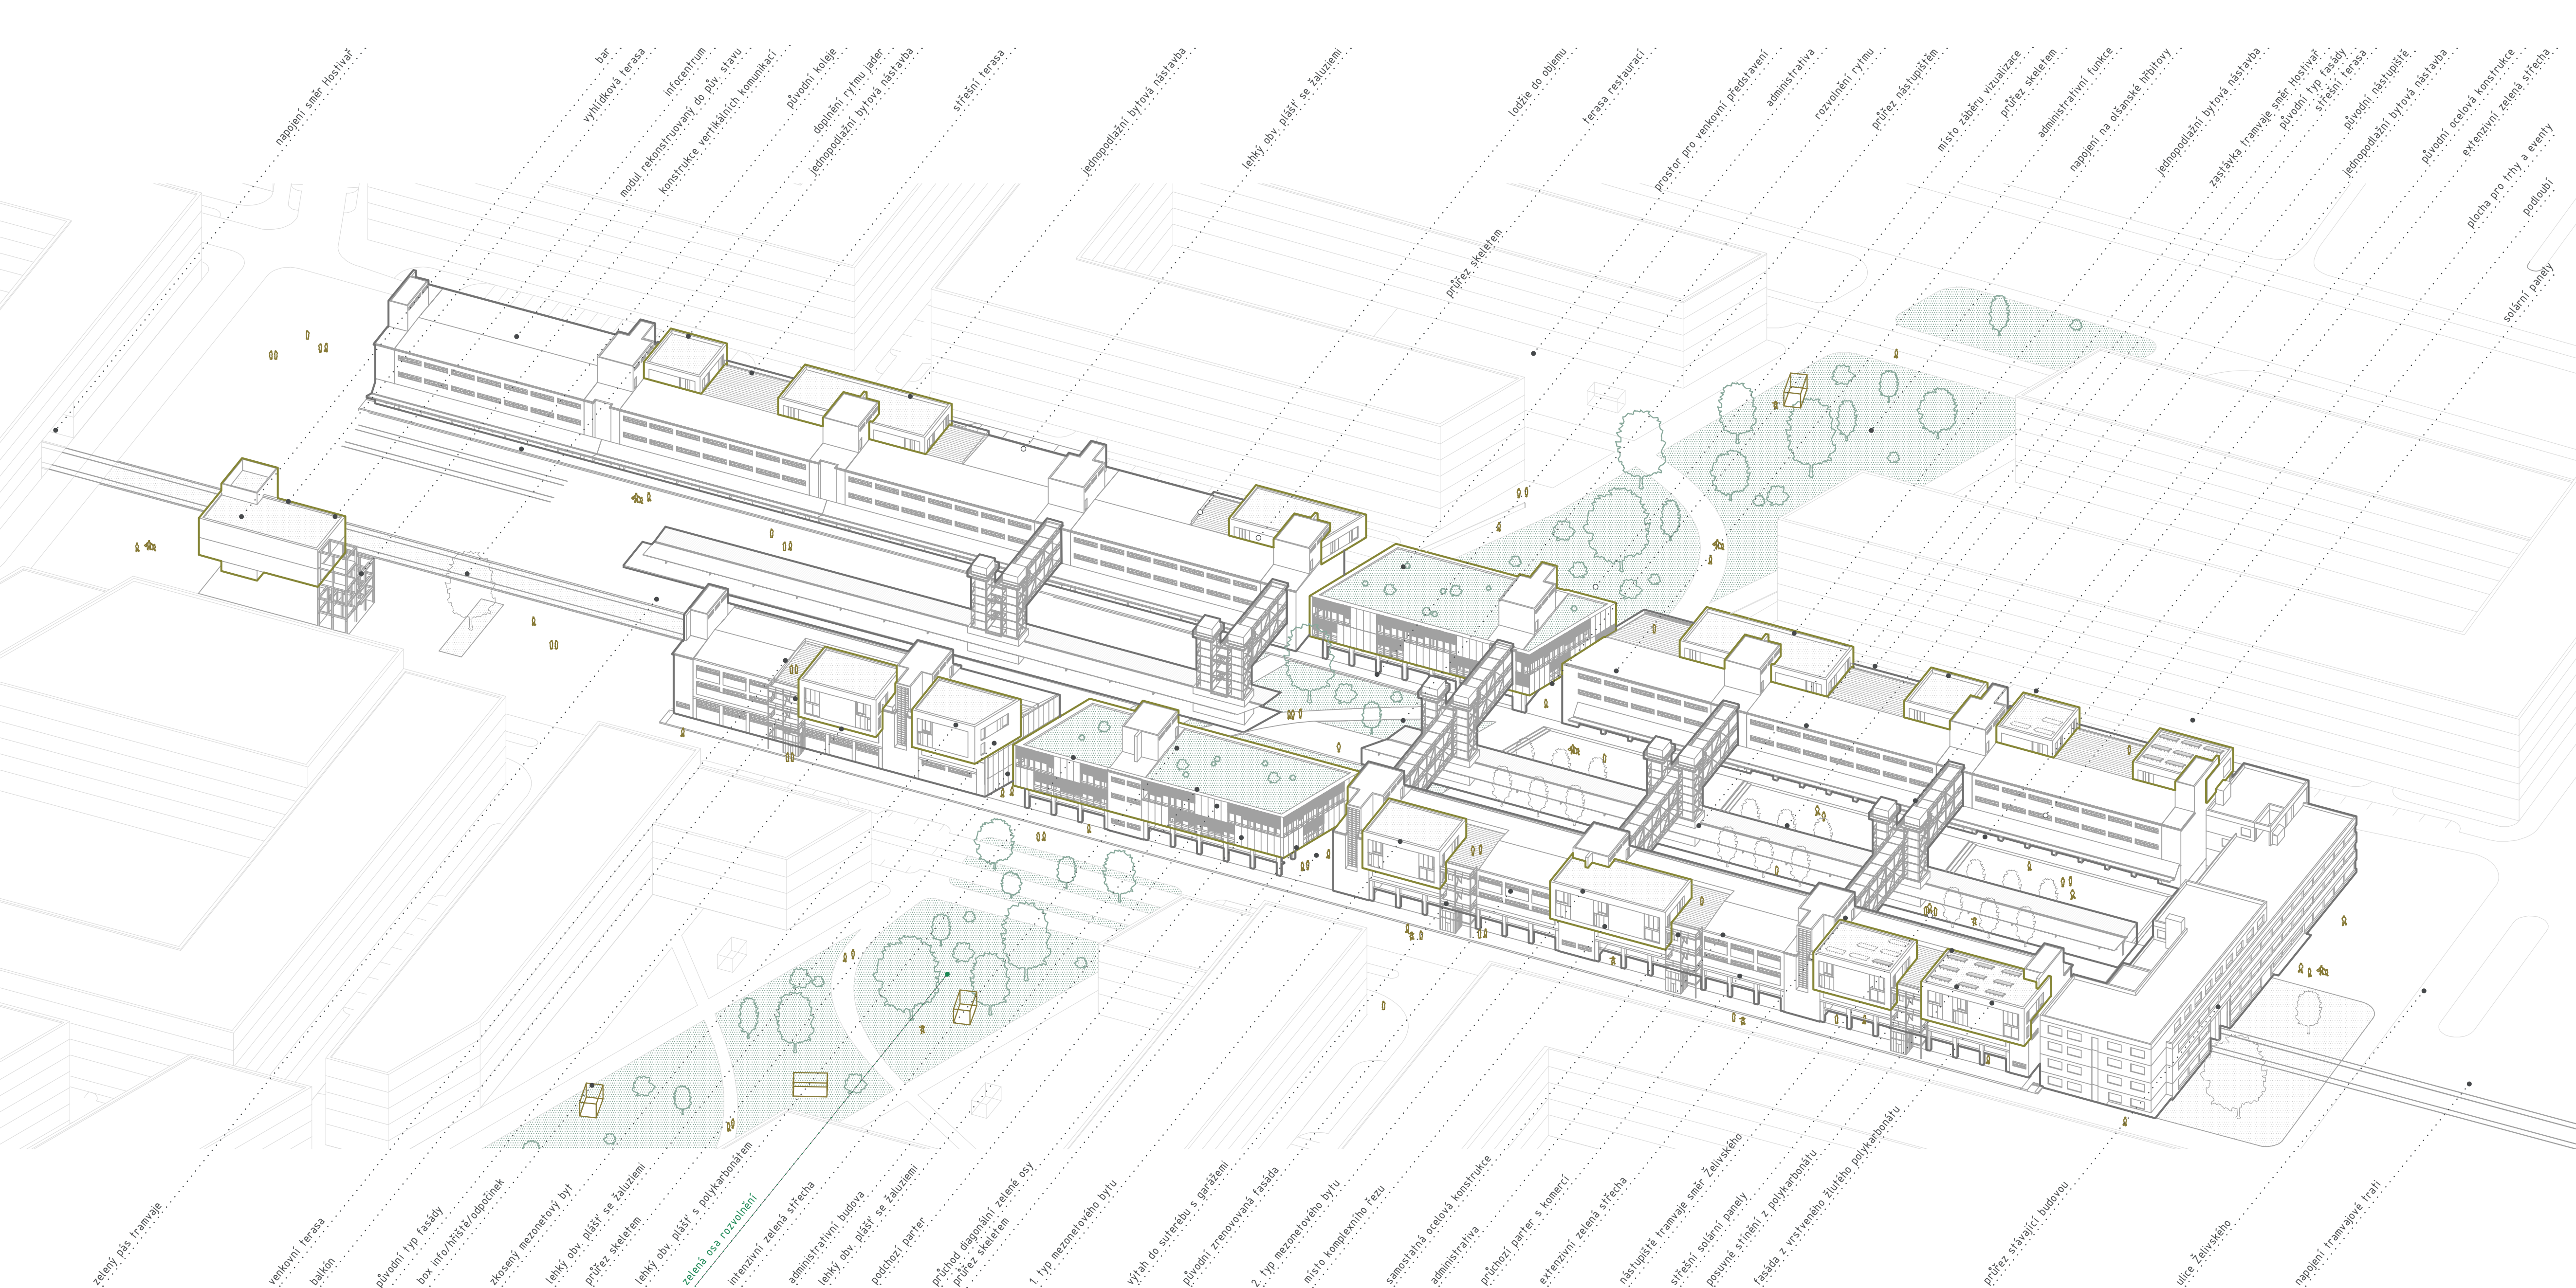 napojení směr Hostivař
bar
vyhlídková terasa
infocentrum
modul rekonstruovaný do pův. stavu
konstrukce vertikálních komunikací
původní koleje
doplnění rytmu jader
jednopodlažní bytová nástavba
střešní terasa
jednopodlažní bytová nástavba
lehký obv. plášť se žaluziemi
průřez skeletem
lodžie do objemu
terasa restaurací
prostor pro venkovní představení
administrativa
rozvolnění rytmu
průřez nástupištěm
místo záběru vizualizace
průřez skeletem
administrativní funkce
napojení na olšanské hřbitovy
jednopodlažní bytová nástavba
zastávka tramvaje směr Hostivař
původní typ fasády
střešní terasa
původní nástupiště
jednopodlažní bytová nástavba
původní ocelová konstrukce
extenzivní zelená střecha
plocha pro trhy a eventy
podloubí
solární panely
zelený pás tramvaje
venkovní terasa
balkón
původní typ fasády
box info/hřiště/odpočinek
zkosený mezonetový byt
lehký obv. plášť se žaluziemi
průřez skeletem
lehký obv. plášť s polykarbonátem
zelená osa rozvolnění
intenzivní zelená střecha
administrativní budova
lehký obv. plášť se žaluziemi
podchozí parter
průchod diagonální zelené osy
průřez skeletem
1. typ mezonetového bytu
výtah do suterébu s garážemi
původní zrenovovaná fasáda
2. typ mezonetového bytu
místo komplexního řezu
samostatná ocelová konstrukce
administrativa
průchozí parter s komercí
extenzivní zelená střecha
nástupiště tramvaje směr Želivského
střešní solární panely
posuvné stínění z polykarbonátu
fasáda z vrstveného žlutého polykarbonátu
průřez stávající budovou
ulice Želivského
napojení tramvajové trati